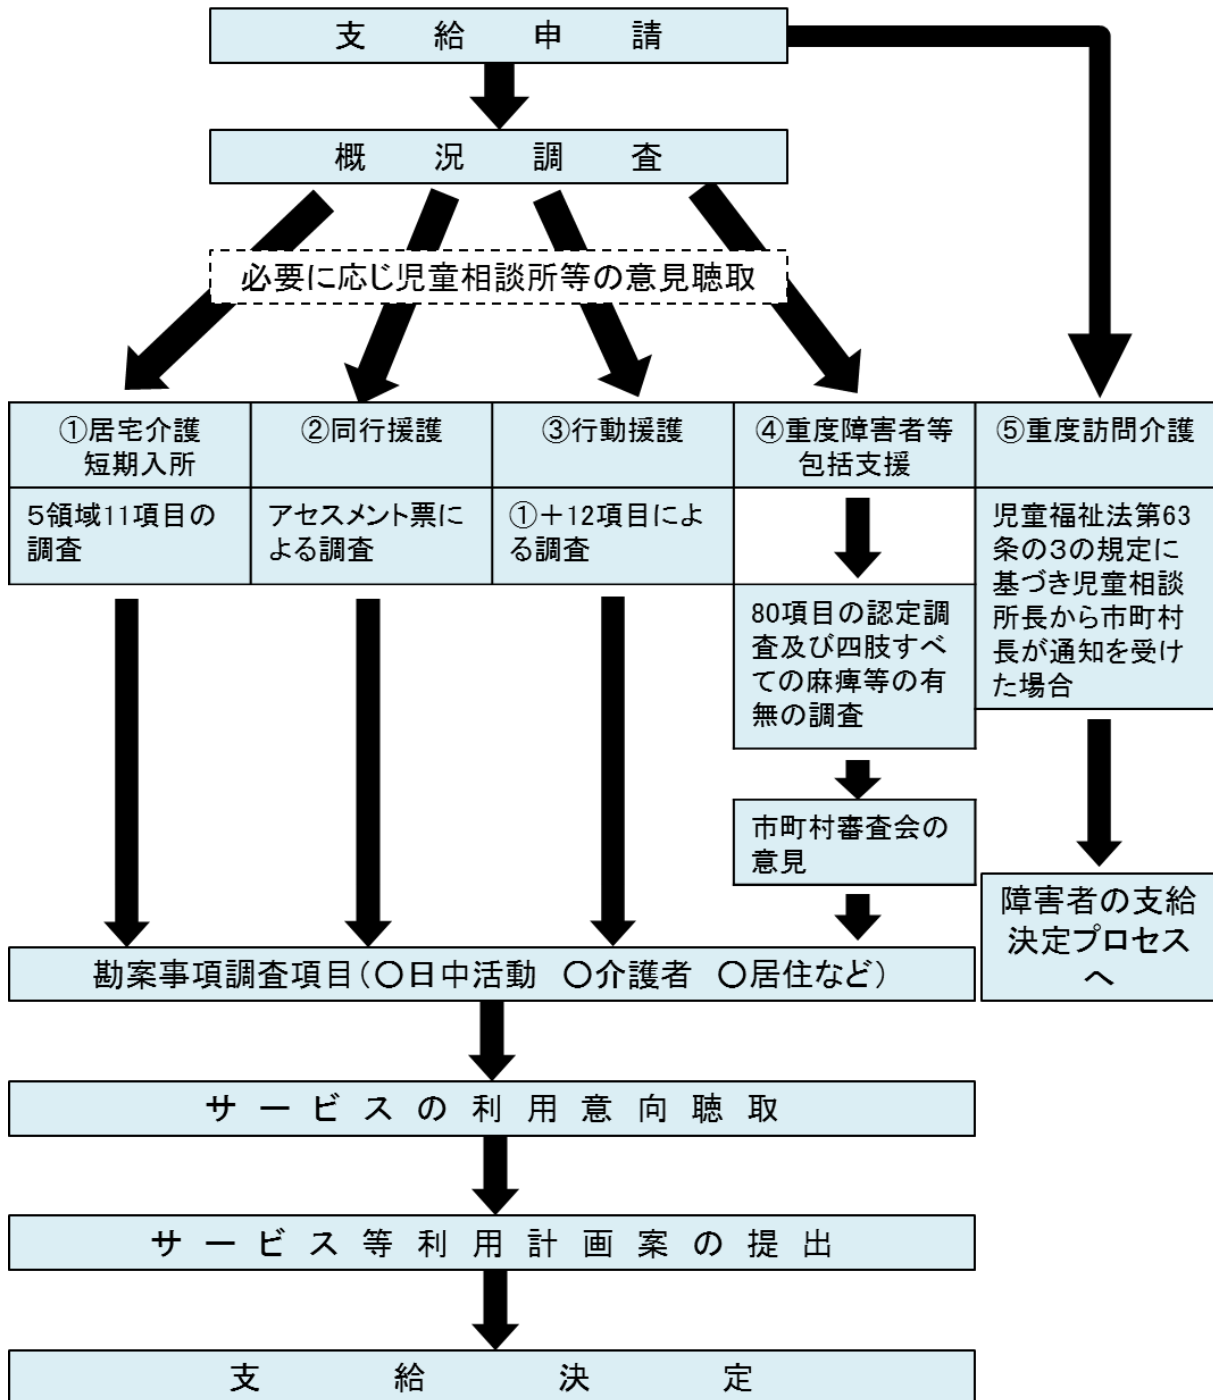 支給申請
概況調査
必要に応じ児童相談所等の意見聴取
①居宅介護
短期入所
5領域11項目の
調査
②同行援護
アセスメント票に
よる調査
③行動援護
①＋12項目によ
る調査
④重度障害者等
包括支援
80項目の認定調
査及び四肢すべ
ての麻痺等の有
無の調査
市町村審査会の
意見
⑤重度訪問介護
児童福祉法第63
条の3の規定に
基づき児童相談
所長から市町村
長が通知を受け
た場合
障害者の支給
決定プロセス
へ
勘案事項調査項目(○日中活動　○介護者　○居住など)
サービスの利用意向聴取
サービス等利用計画案の提出
支給決定